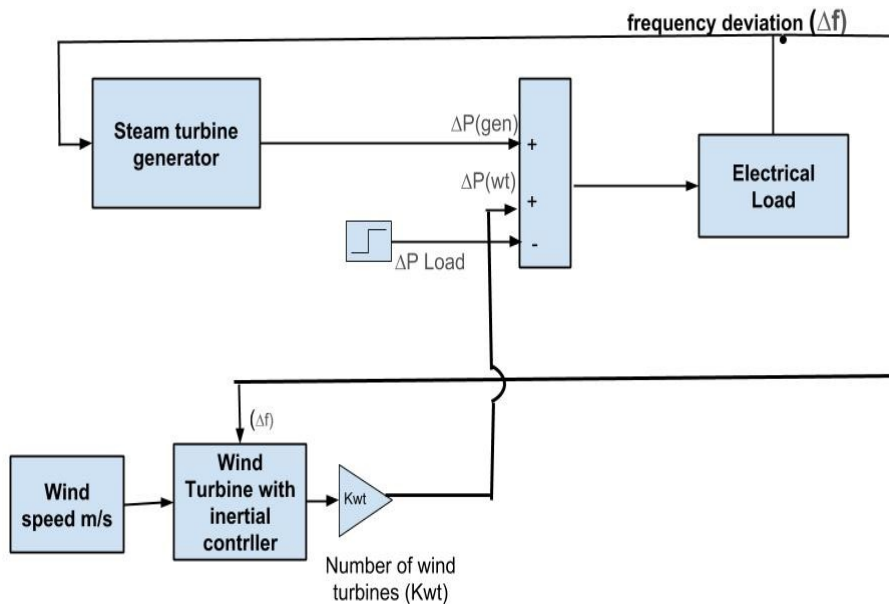 frequency deviation (Δf)
Steam turbine
generator
ΔP(gen)
+
ΔP(wt)
+
-
ΔP Load
Electrical
Load
(Δf)
Wind
speed m/s
Wind
Turbine with
inertial
contrller
Kwt
Number of wind
turbines (Kwt)